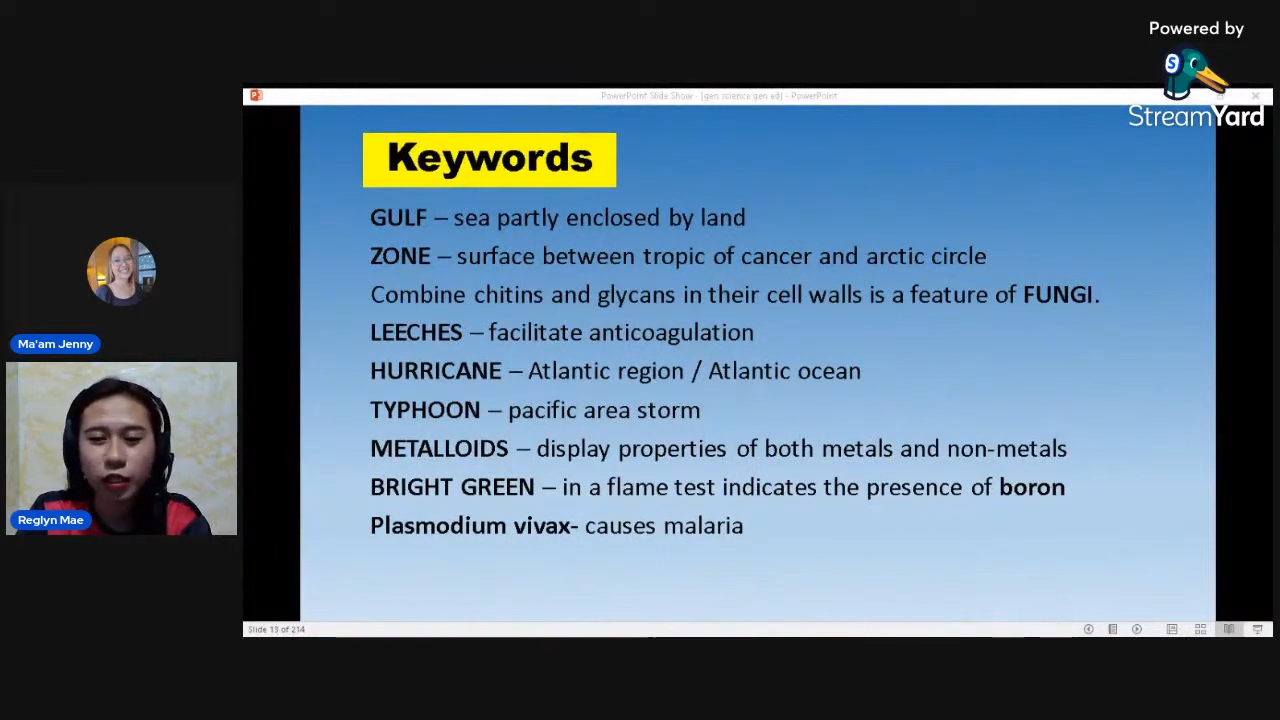 Powered by
StreamYard
PowerPoint Slide Show - [gen science gen ed] - PowerPoint
Keywords
GULF – sea partly enclosed by land
ZONE – surface between tropic of cancer and arctic circle
Combine chitins and glycans in their cell walls is a feature of FUNGI.
LEECHES – facilitate anticoagulation
HURRICANE – Atlantic region / Atlantic ocean
TYPHOON – pacific area storm
METALLOIDS – display properties of both metals and non-metals
BRIGHT GREEN – in a flame test indicates the presence of boron
Plasmodium vivax- causes malaria
Ma'am Jenny
Reglyn Mae
Slide 13 of 214